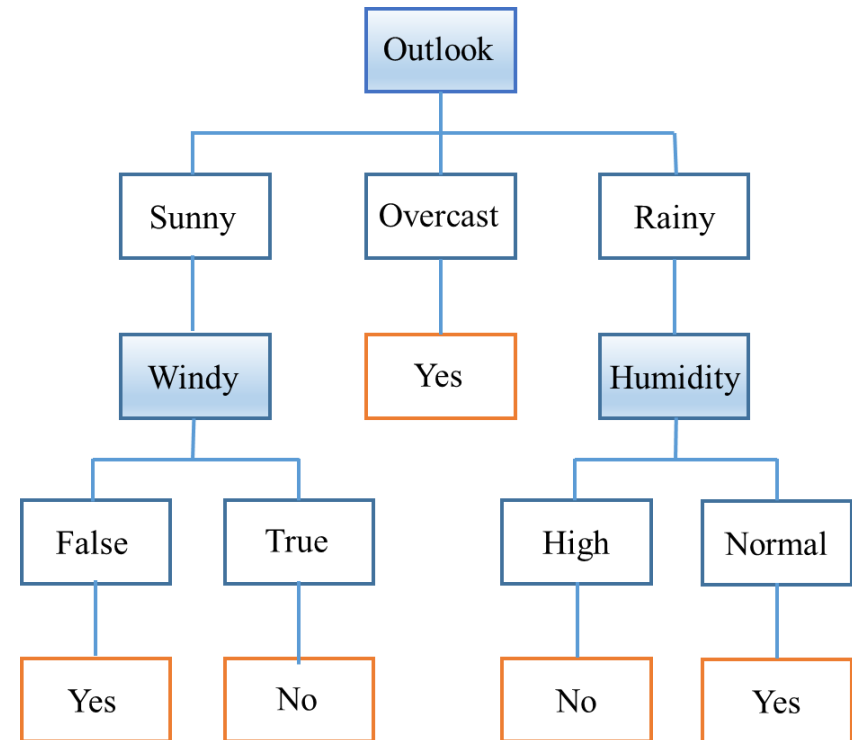 Outlook
Sunny
Overcast
Rainy
Windy
Yes
Humidity
False
True
High
Normal
Yes
No
No
Yes